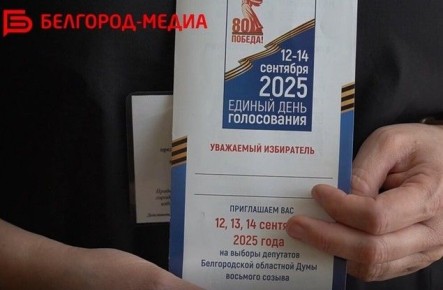 БЕЛГОРОД-МЕДИА
80
ПОБЕДА!
12-14
СЕНТЯБРЯ
2025
ЕДИНЫЙ ДЕНЬ
ГОЛОСОВАНИЯ
УВАЖАЕМЫЙ ИЗБИРАТЕЛЬ
ПРИГЛАШАЕМ ВАС
12, 13, 14 сентября
2025 года
на выборы депутатов
Белгородской областной Думы
восьмого созыва